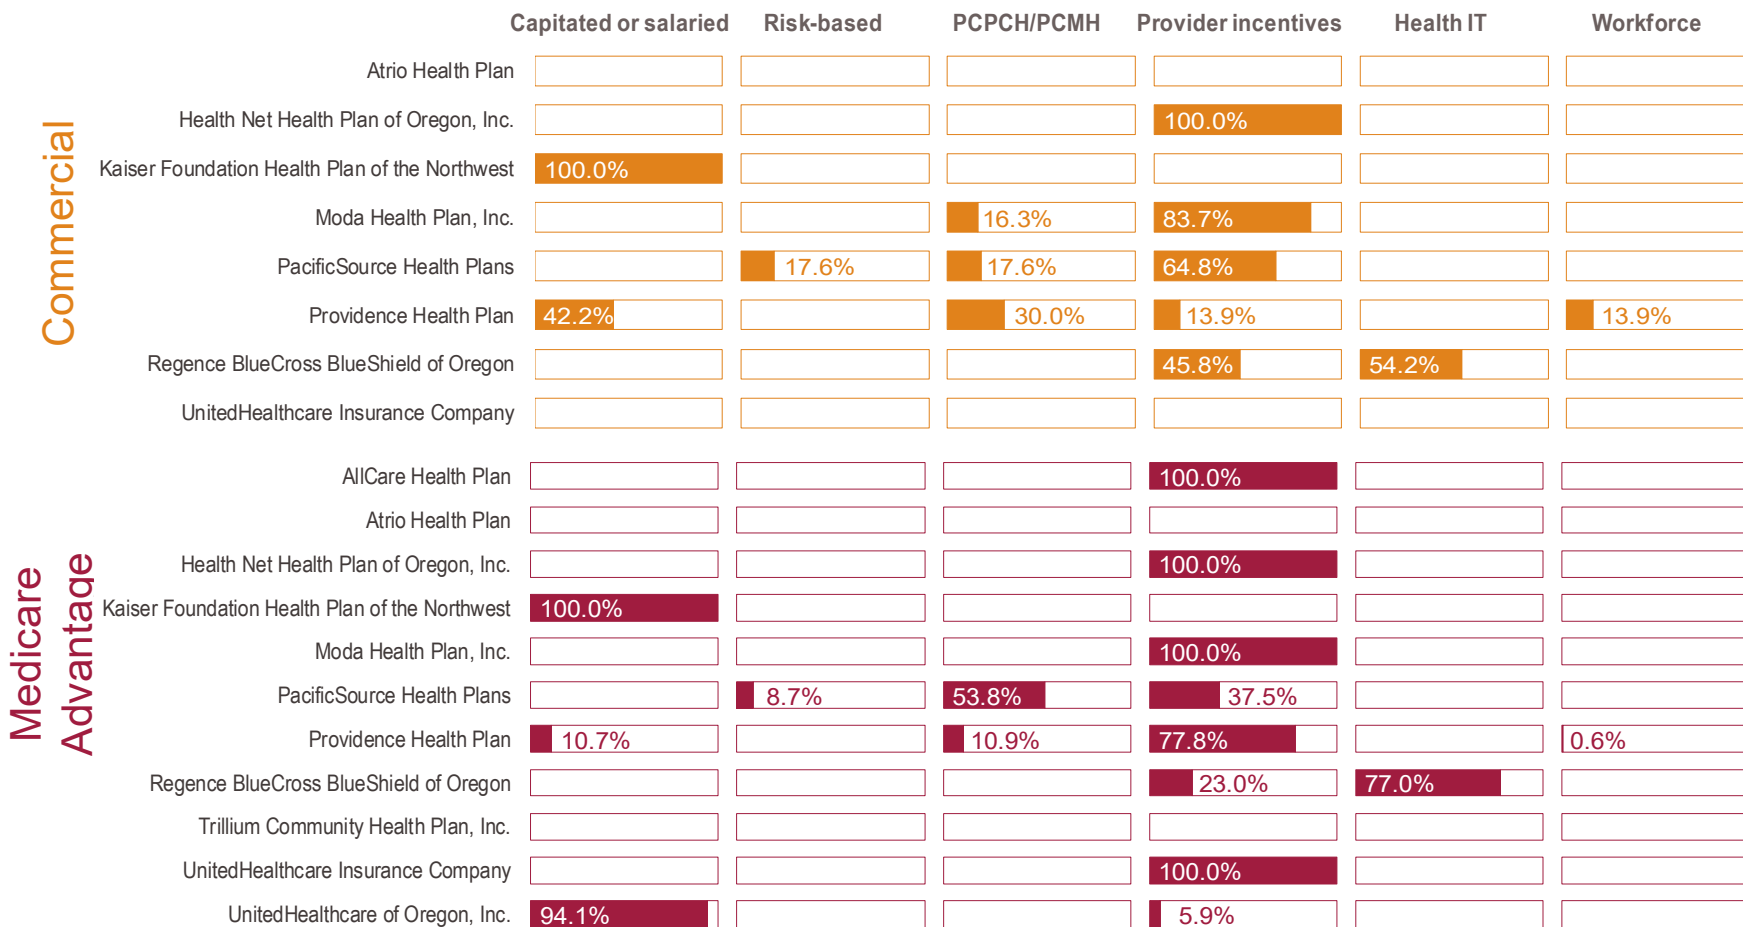 Capitated or salaried Risk-based PCPCH/PCMH Provider incentives Health IT Workforce
Commercial
Atrio Health Plan
Health Net Health Plan of Oregon, Inc. 100.0%
Kaiser Foundation Health Plan of the Northwest 100.0%
Moda Health Plan, Inc. 16.3% 83.7%
PacificSource Health Plans 17.6% 17.6% 64.8%
Providence Health Plan 42.2% 30.0% 13.9% 13.9%
Regence BlueCross BlueShield of Oregon 45.8% 54.2%
UnitedHealthcare Insurance Company
Medicare
Advantage
AllCare Health Plan 100.0%
Atrio Health Plan
Health Net Health Plan of Oregon, Inc. 100.0%
Kaiser Foundation Health Plan of the Northwest 100.0%
Moda Health Plan, Inc. 100.0%
PacificSource Health Plans 8.7% 53.8% 37.5%
Providence Health Plan 10.7% 10.9% 77.8% 0.6%
Regence BlueCross BlueShield of Oregon 23.0% 77.0%
Trillium Community Health Plan, Inc.
UnitedHealthcare Insurance Company 100.0%
UnitedHealthcare of Oregon, Inc. 94.1% 5.9%